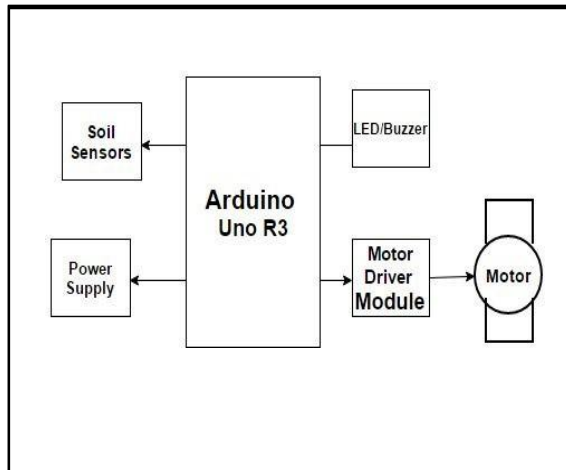 Soil
Sensors
Arduino
Uno R3
LED/Buzzer
Power
Supply
Motor
Driver
Module
Motor